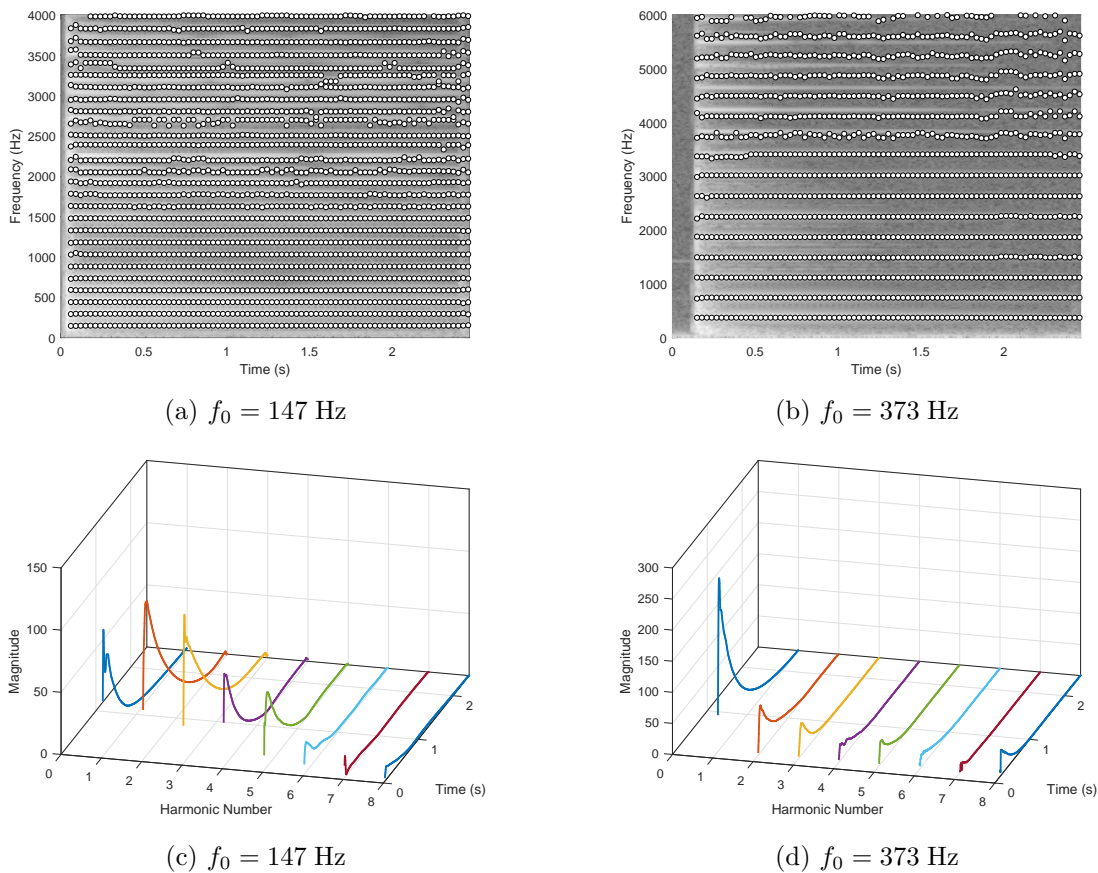 4000
3500
3000
2500
2000
1500
1000
500
0
Frequency (Hz)
0 0.5 1 1.5 2
Time (s)
(a) f0 = 147 Hz
6000
5000
4000
3000
2000
1000
0
Frequency (Hz)
0 0.5 1 1.5 2
Time (s)
(b) f0 = 373 Hz
150
100
50
0
Magnitude
0 1 2 3 4 5 6 7 8
Harmonic Number
0 1 2
Time (s)
(c) f0 = 147 Hz
300
250
200
150
100
50
0
Magnitude
0 1 2 3 4 5 6 7 8
Harmonic Number
0 1 2
Time (s)
(d) f0 = 373 Hz